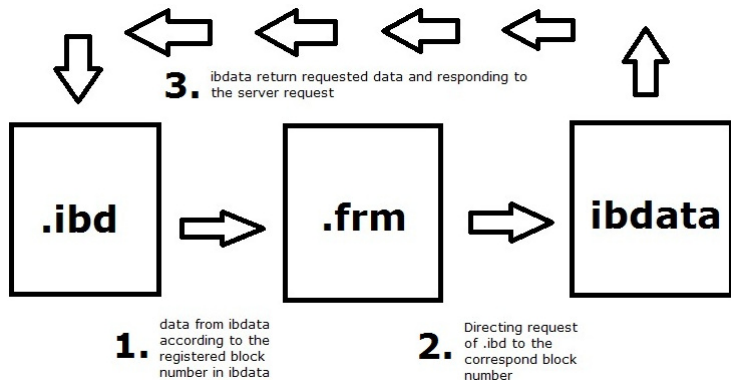 3. ibdata return requested data and responding to
the server request
.ibd
.frm
ibdata
1. data from ibdata
according to the
registered block
number in ibdata
2. Directing request
of .ibd to the
correspond block
number